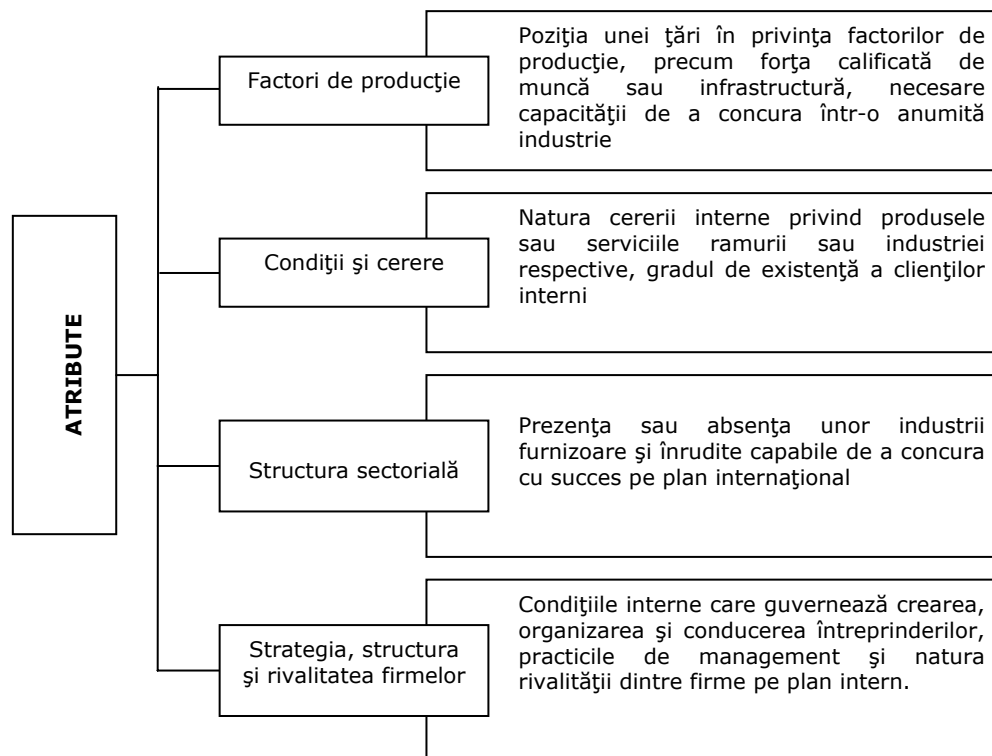 ATRIBUTE
Factori de producţie
Poziţia unei ţări în privinţa factorilor de
producţie, precum forţa calificată de
muncă sau infrastructură, necesare
capacităţii de a concura într-o anumită
industrie
Condiţii şi cerere
Natura cererii interne privind produsele
sau serviciile ramurii sau industriei
respective, gradul de existenţă a clienţilor
interni
Structura sectorială
Prezenţa sau absenţa unor industrii
furnizoare şi înrudite capabile de a concura
cu succes pe plan internaţional
Strategia, structura
şi rivalitatea firmelor
Condiţiile interne care guvernează crearea,
organizarea şi conducerea întreprinderilor,
practicile de management şi natura
rivalităţii dintre firme pe plan intern.